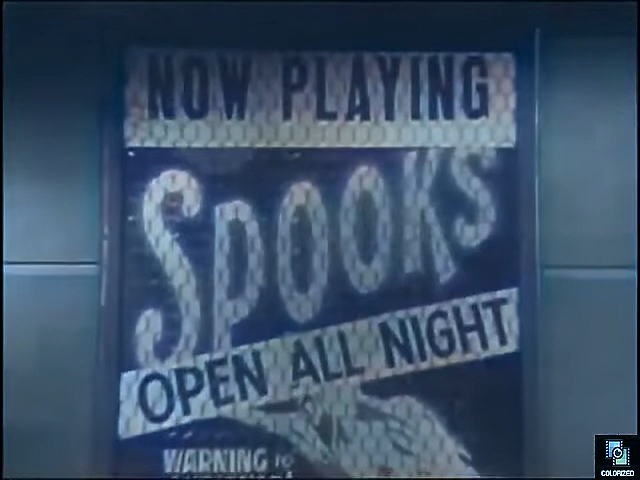 NOW PLAYING
SPOOKS
OPEN ALL NIGHT
WARNING TO
COLORIZED